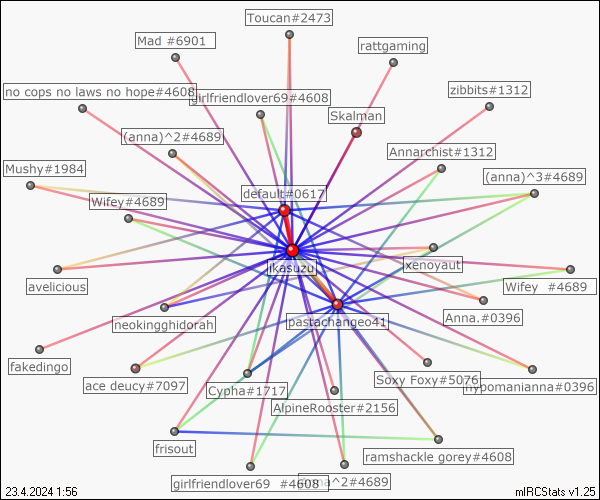 Toucan#2473
Mad #6901
rattgaming
no cops no laws no hope#4608
girlfriendlover69#4608
zibbits#1312
Skalman
(anna)^2#4689
Annarchist#1312
Mushy#1984
(anna)^3#4689
default#0617
Wifey#4689
ikasuzu
xenoyaut
avelicious
Wifey #4689
neokingghidorah
pastachangeo41
Anna.#0396
fakedingo
ace deucy#7097
Cypha#1717
Soxy Foxy#5076
hypomanianna#0396
AlpineRooster#2156
frisout
ramshackle gorey#4608
girlfriendlover69 #4608
^2#4689
23.4.2024 1:56
mIRCStats v1.25